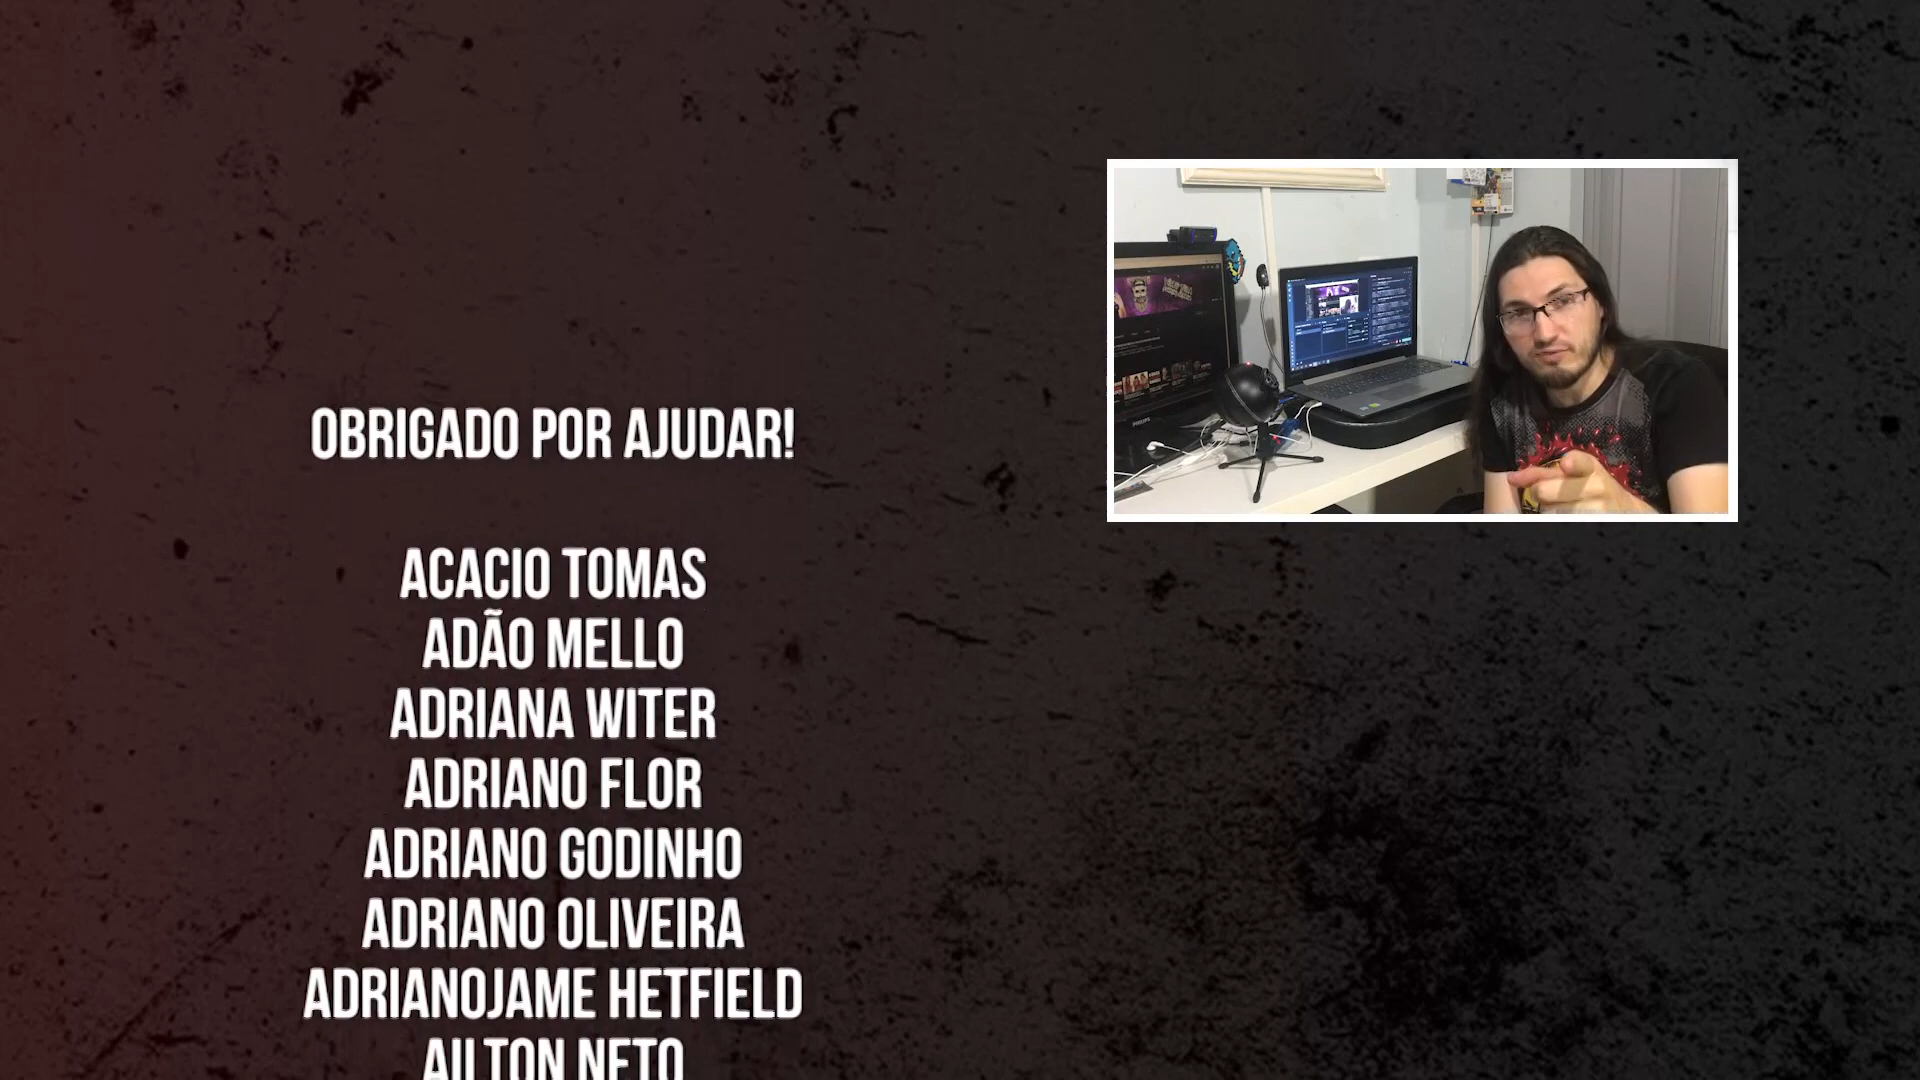 OBRIGADO POR AJUDAR!
ACACIO TOMAS
ADÃO MELLO
ADRIANA WITER
ADRIANO FLOR
ADRIANO GODINHO
ADRIANO OLIVEIRA
ADRIANOJAME HETFIELD
AILTON NETO
PHILIPS